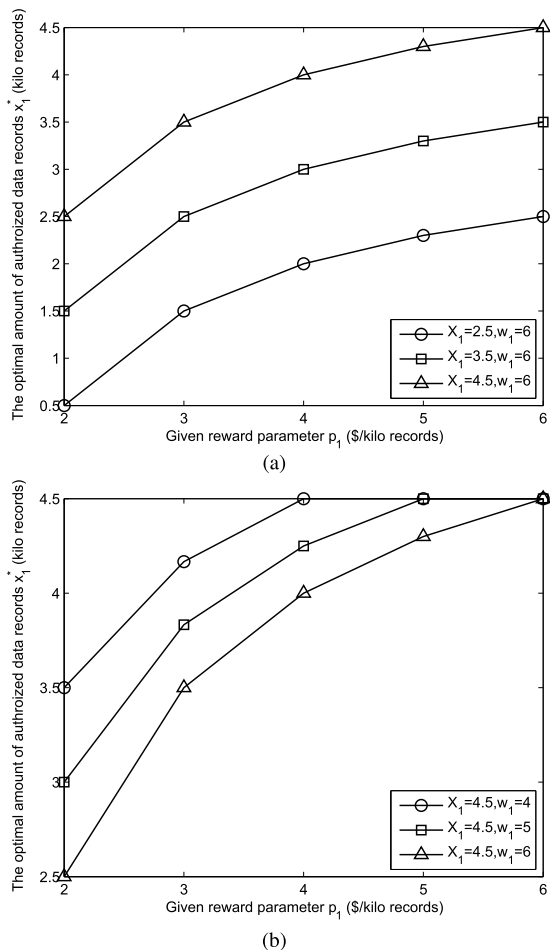 The optimal amount of authroized data records x₁* (kilo records)
4.5
4
3.5
3
2.5
2
1.5
1
0.5
2 3 4 5 6
X₁=2.5,w₁=6
X₁=3.5,w₁=6
X₁=4.5,w₁=6
Given reward parameter p₁ ($/kilo records)
(a)
The optimal amount of authroized data records x₁* (kilo records)
4.5
4
3.5
3
2.5
2 3 4 5 6
X₁=4.5,w₁=4
X₁=4.5,w₁=5
X₁=4.5,w₁=6
Given reward parameter p₁ ($/kilo records)
(b)